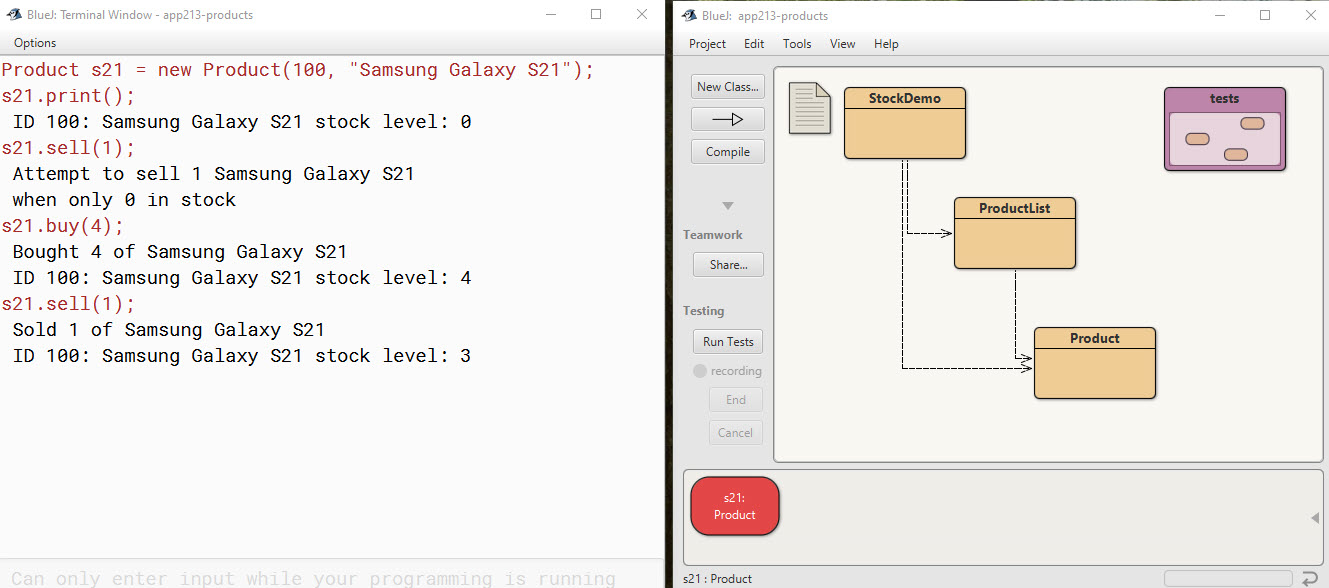 BlueJ: Terminal Window - app213-products
Options
Product s21 = new Product(100, "Samsung Galaxy S21");
s21.print();
ID 100: Samsung Galaxy S21 stock level: 0
s21.sell(1);
Attempt to sell 1 Samsung Galaxy S21
when only 0 in stock
s21.buy(4);
Bought 4 of Samsung Galaxy S21
ID 100: Samsung Galaxy S21 stock level: 4
s21.sell(1);
Sold 1 of Samsung Galaxy S21
ID 100: Samsung Galaxy S21 stock level: 3
Can only enter input while your programming is running
BlueJ: app213-products
Project Edit Tools View Help
New Class...
Compile
Teamwork
Share...
Testing
Run Tests
recording
End
Cancel
StockDemo
tests
ProductList
Product
s21:
Product
s21 : Product